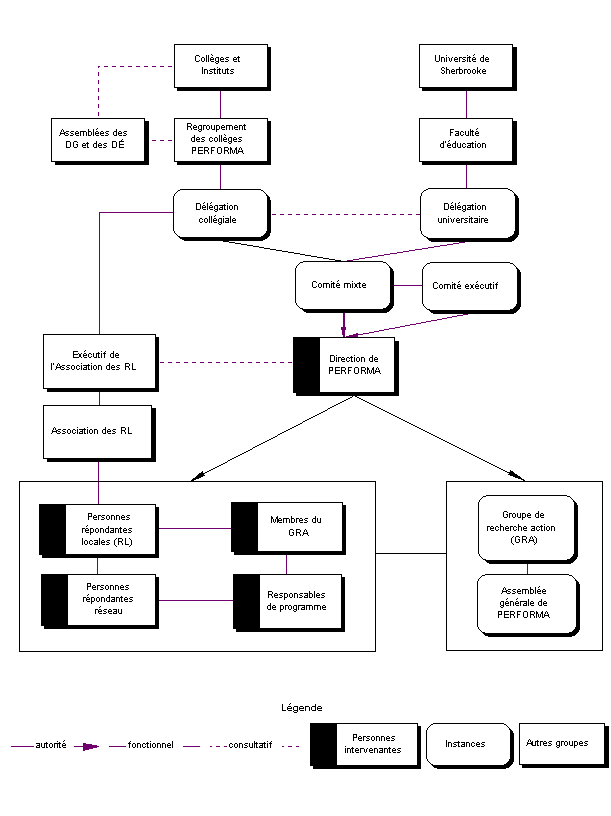 Collèges et
Instituts
Université de
Sherbrooke
Assemblées des
DG et des DÉ
Regroupement
des collèges
PERFORMA
Faculté
d'éducation
Délégation
collégiale
Délégation
universitaire
Comité mixte
Comité exécutif
Exécutif de
l'Association des RL
Direction de
PERFORMA
Association des RL
Personnes
répondantes
locales (RL)
Membres du
GRA
Groupe de
recherche action
(GRA)
Personnes
répondantes
réseau
Responsables
de programme
Assemblée
générale de
PERFORMA
Légende
autorité
fonctionnel
consultatif
Personnes
intervenantes
Instances
Autres groupes